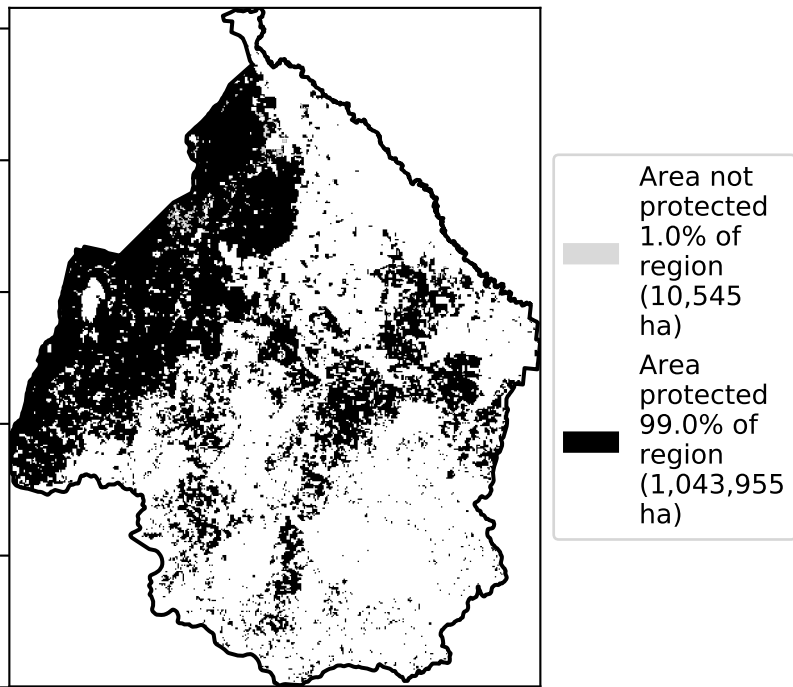 Area not
protected
1.0% of
region
(10,545
ha)
Area
protected
99.0% of
region
(1,043,955
ha)